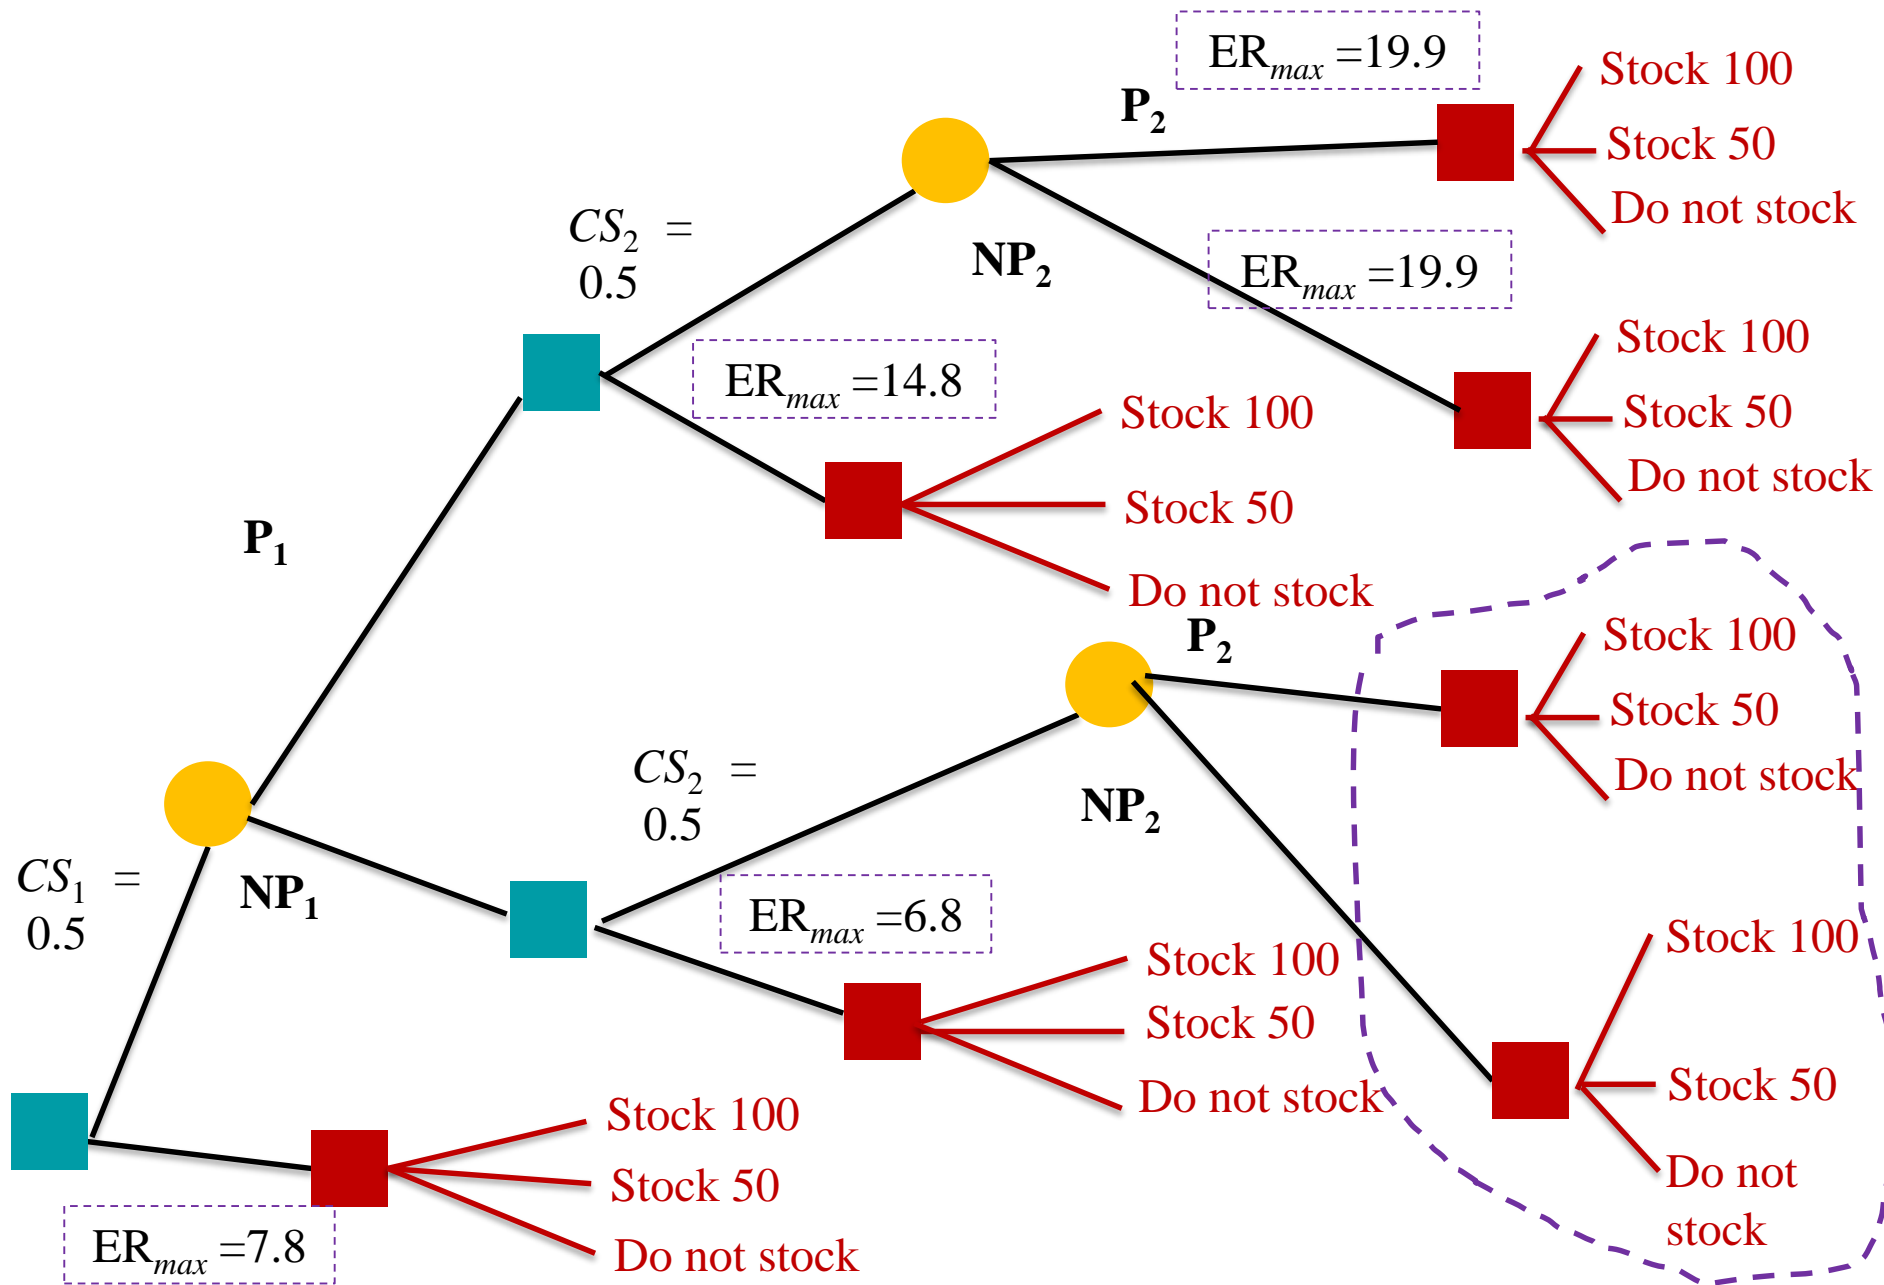 ER_max =19.9
Stock 100
P_2
Stock 50
Do not stock
CS_2 =
0.5
NP_2
ER_max =19.9
Stock 100
ER_max =14.8
Stock 100
Stock 50
Do not stock
Stock 50
P_1
Do not stock
P_2
Stock 100
Stock 50
CS_2 =
0.5
Do not stock
NP_2
CS_1 =
0.5
NP_1
ER_max =6.8
Stock 100
Stock 100
Stock 50
Do not stock
Stock 50
Stock 100
Stock 50
Do not
stock
Do not stock
ER_max =7.8